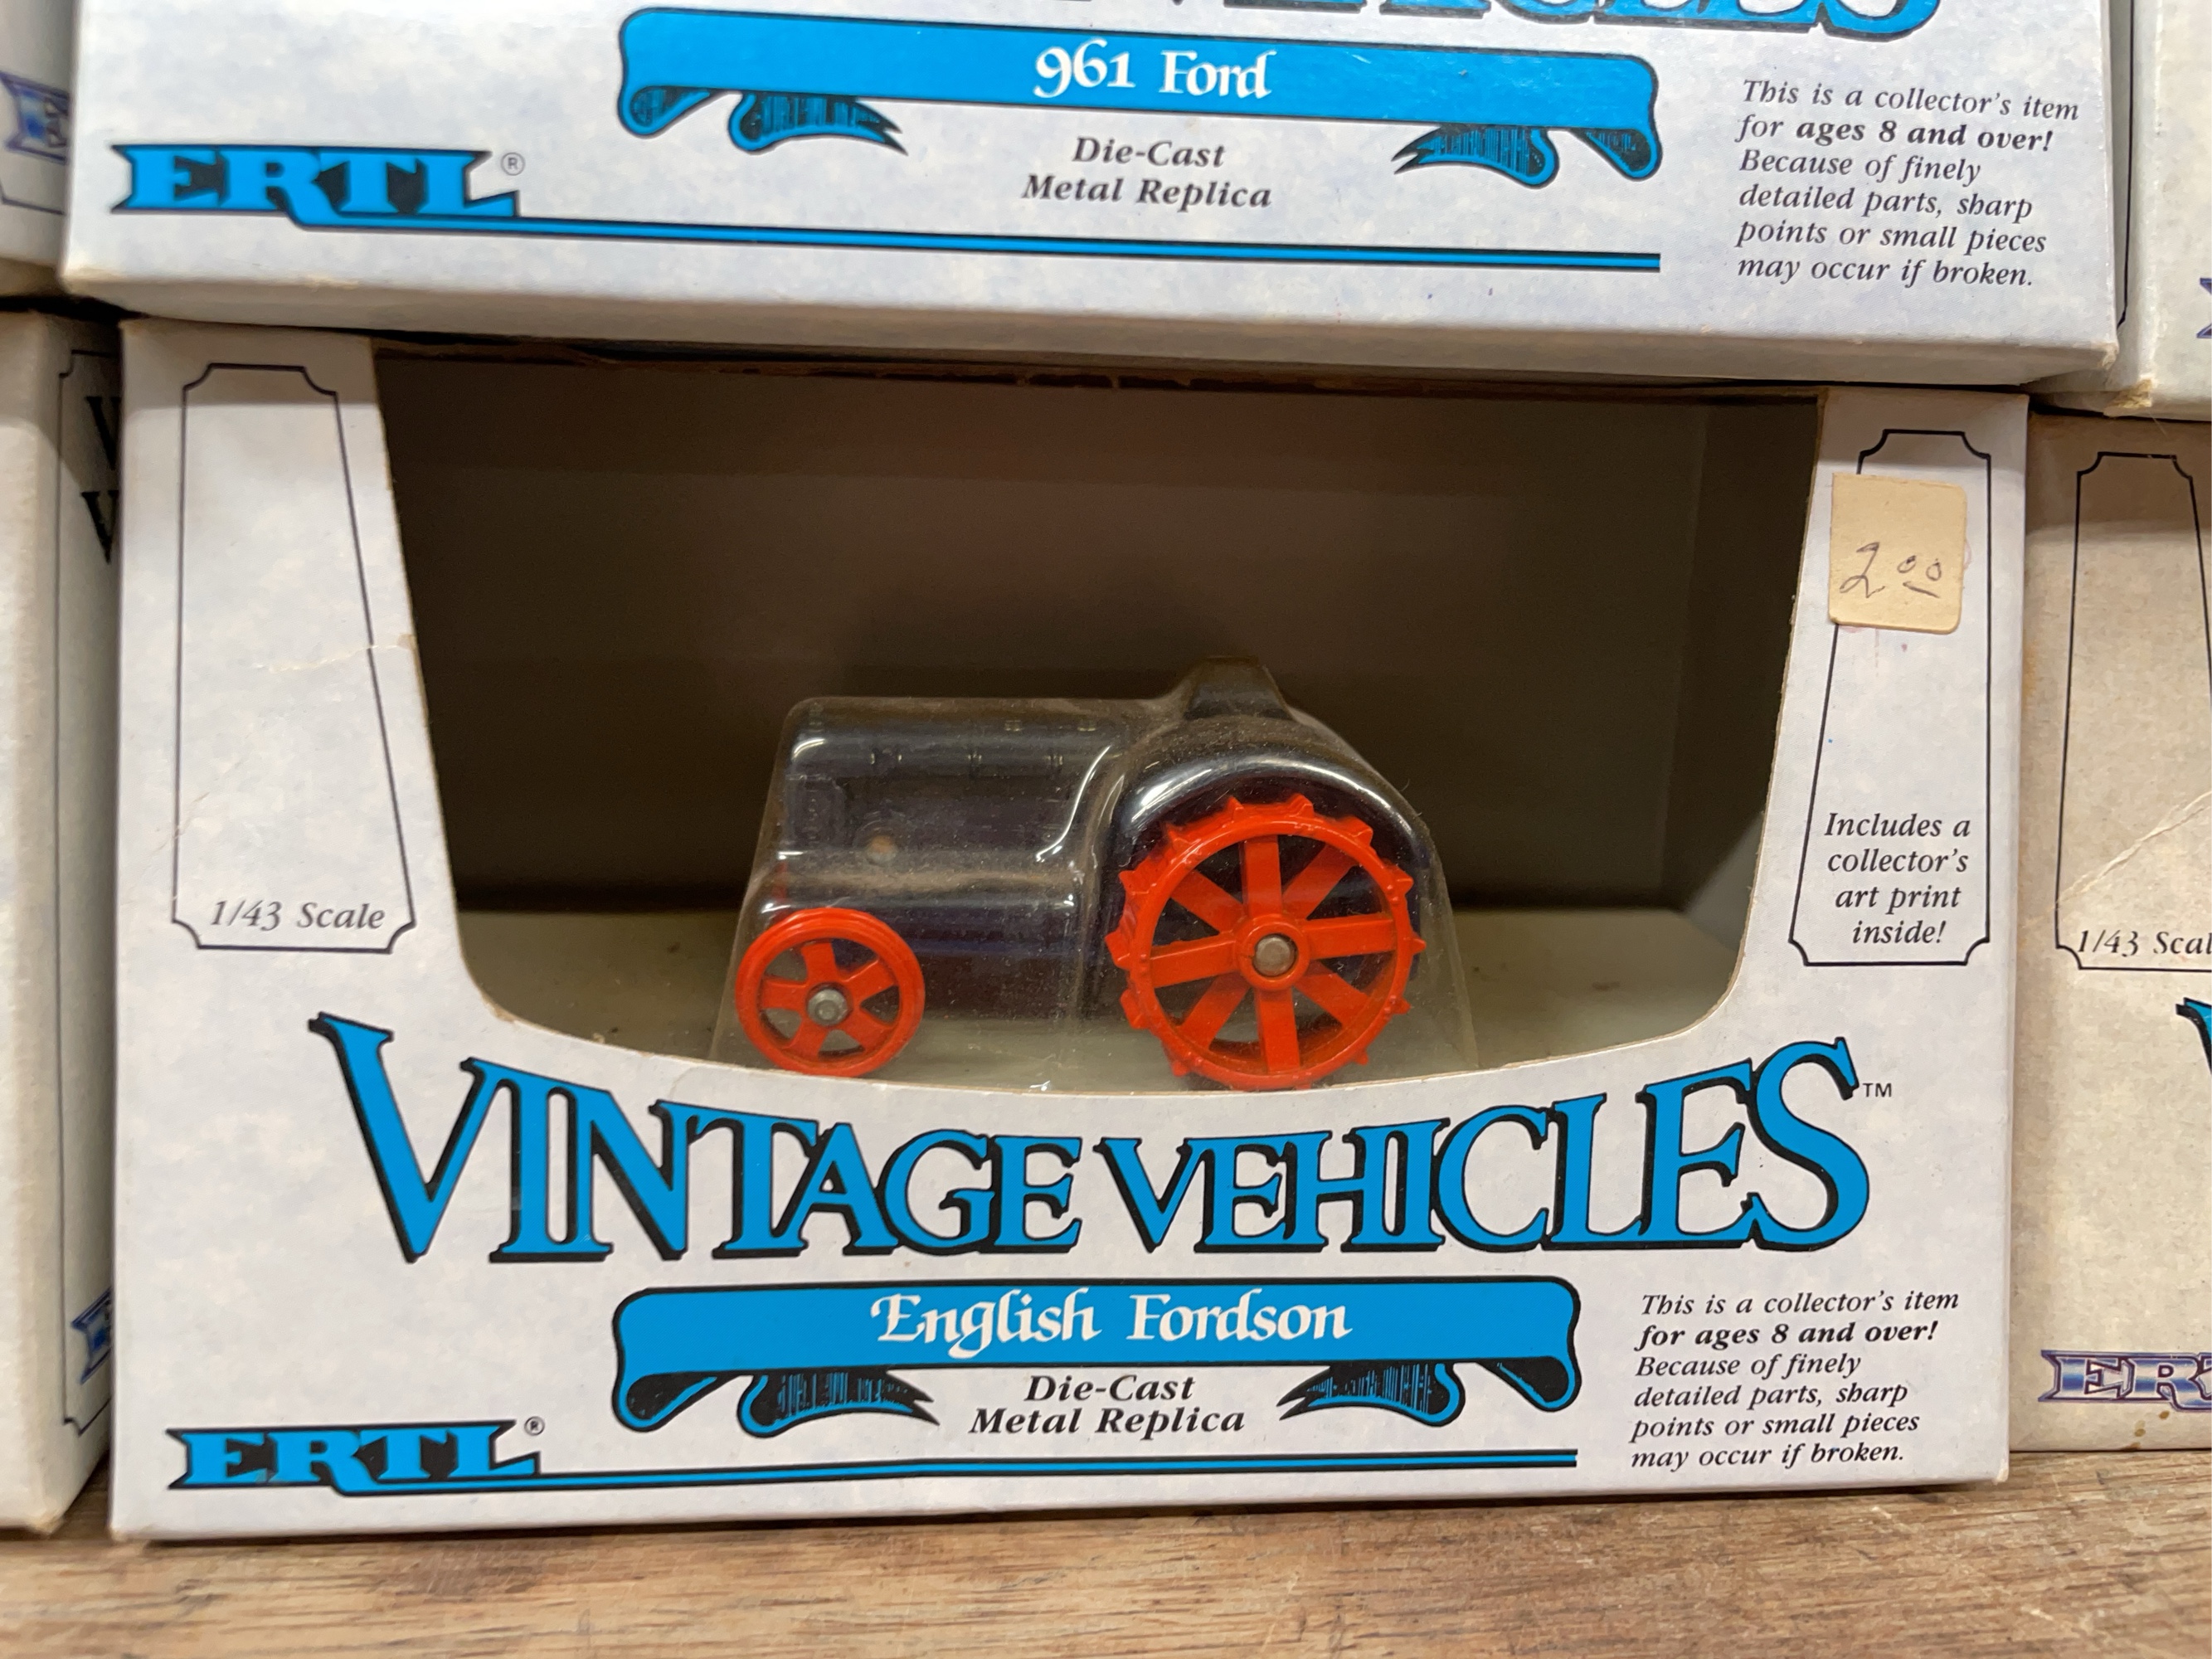 961 Ford
Die-Cast
Metal Replica
ERTL®
This is a collector's item
for ages 8 and over!
Because of finely
detailed parts, sharp
points or small pieces
may occur if broken.
2 00
1/43 Scale
Includes a
collector's
art print
inside!
VINTAGE VEHICLES™
English Fordson
Die-Cast
Metal Replica
ERTL®
This is a collector's item
for ages 8 and over!
Because of finely
detailed parts, sharp
points or small pieces
may occur if broken.
1/43